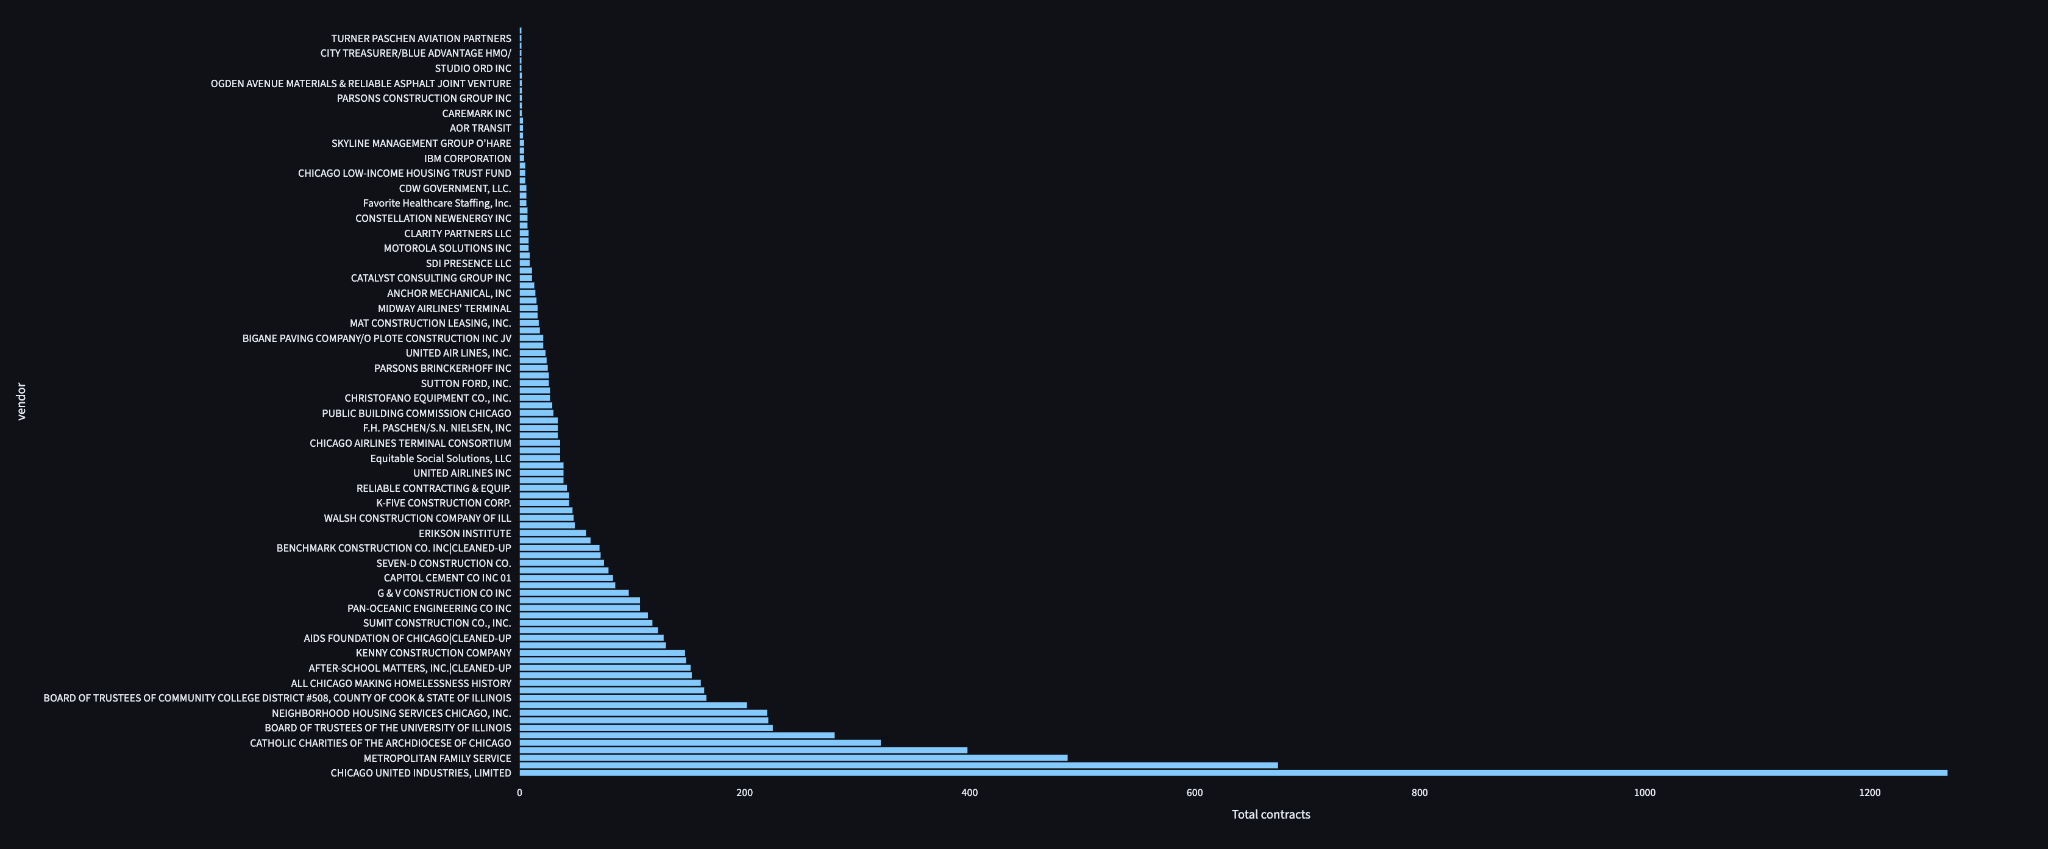 TURNER PASCHEN AVIATION PARTNERS
CITY TREASURER/BLUE ADVANTAGE HMO/
STUDIO ORD INC
OGDEN AVENUE MATERIALS & RELIABLE ASPHALT JOINT VENTURE
PARSONS CONSTRUCTION GROUP INC
CAREMARK INC
AOR TRANSIT
SKYLINE MANAGEMENT GROUP O'HARE
IBM CORPORATION
CHICAGO LOW-INCOME HOUSING TRUST FUND
CDW GOVERNMENT, LLC.
Favorite Healthcare Staffing, Inc.
CONSTELLATION NEWENERGY INC
CLARITY PARTNERS LLC
MOTOROLA SOLUTIONS INC
SDI PRESENCE LLC
CATALYST CONSULTING GROUP INC
ANCHOR MECHANICAL, INC
MIDWAY AIRLINES' TERMINAL
MAT CONSTRUCTION LEASING, INC.
BIGANE PAVING COMPANY/O PLOTE CONSTRUCTION INC JV
UNITED AIR LINES, INC.
PARSONS BRINCKERHOFF INC
SUTTON FORD, INC.
CHRISTOFANO EQUIPMENT CO., INC.
PUBLIC BUILDING COMMISSION CHICAGO
F.H. PASCHEN/S.N. NIELSEN, INC
CHICAGO AIRLINES TERMINAL CONSORTIUM
Equitable Social Solutions, LLC
UNITED AIRLINES INC
RELIABLE CONTRACTING & EQUIP.
K-FIVE CONSTRUCTION CORP.
WALSH CONSTRUCTION COMPANY OF ILL
ERIKSON INSTITUTE
BENCHMARK CONSTRUCTION CO. INC|CLEANED-UP
SEVEN-D CONSTRUCTION CO.
CAPITOL CEMENT CO INC 01
G & V CONSTRUCTION CO INC
PAN-OCEANIC ENGINEERING CO INC
SUMIT CONSTRUCTION CO., INC.
AIDS FOUNDATION OF CHICAGO|CLEANED-UP
KENNY CONSTRUCTION COMPANY
AFTER-SCHOOL MATTERS, INC.|CLEANED-UP
ALL CHICAGO MAKING HOMELESSNESS HISTORY
BOARD OF TRUSTEES OF COMMUNITY COLLEGE DISTRICT #508, COUNTY OF COOK & STATE OF ILLINOIS
NEIGHBORHOOD HOUSING SERVICES CHICAGO, INC.
BOARD OF TRUSTEES OF THE UNIVERSITY OF ILLINOIS
CATHOLIC CHARITIES OF THE ARCHDIOCESE OF CHICAGO
METROPOLITAN FAMILY SERVICE
CHICAGO UNITED INDUSTRIES, LIMITED
vendor
0 200 400 600 800 1000 1200
Total contracts